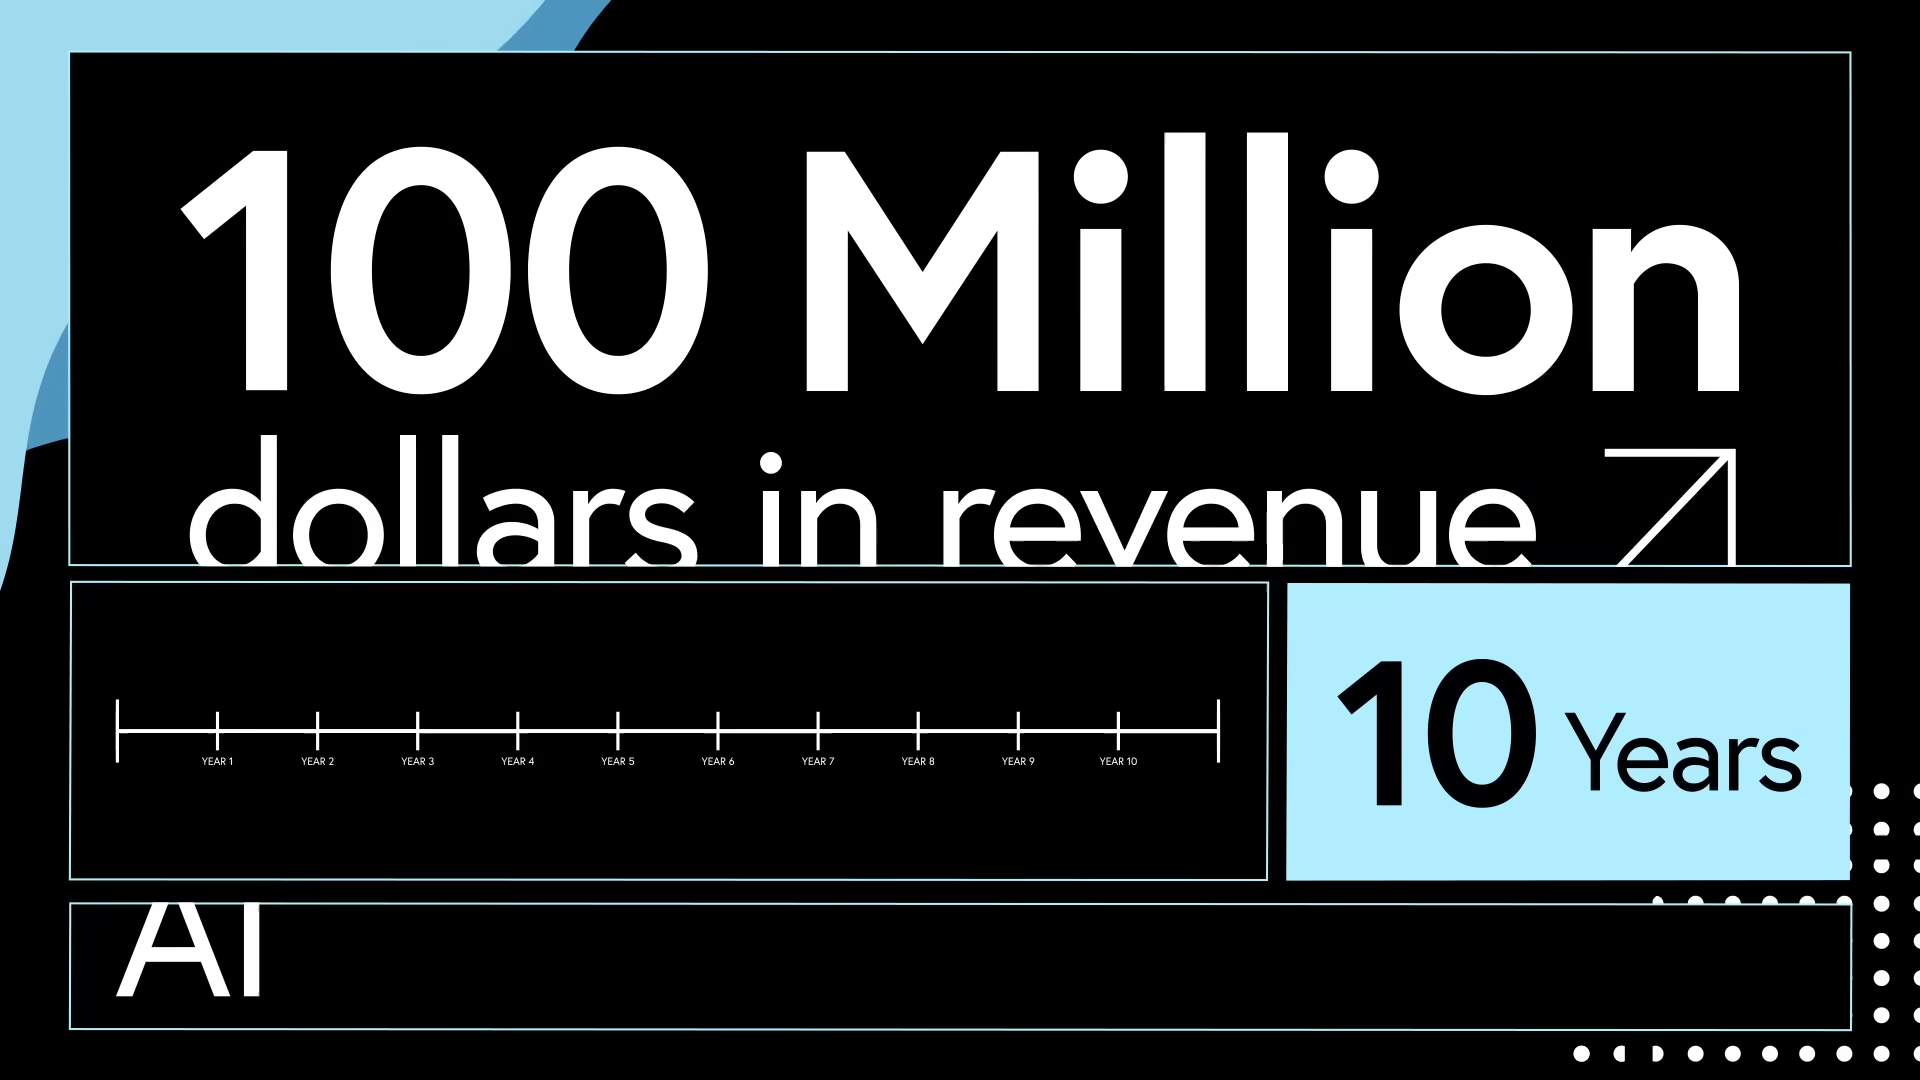 100 Million
dollars in revenue
YEAR 1 YEAR 2 YEAR 3 YEAR 4 YEAR 5 YEAR 6 YEAR 7 YEAR 8 YEAR 9 YEAR 10
10 Years
AI